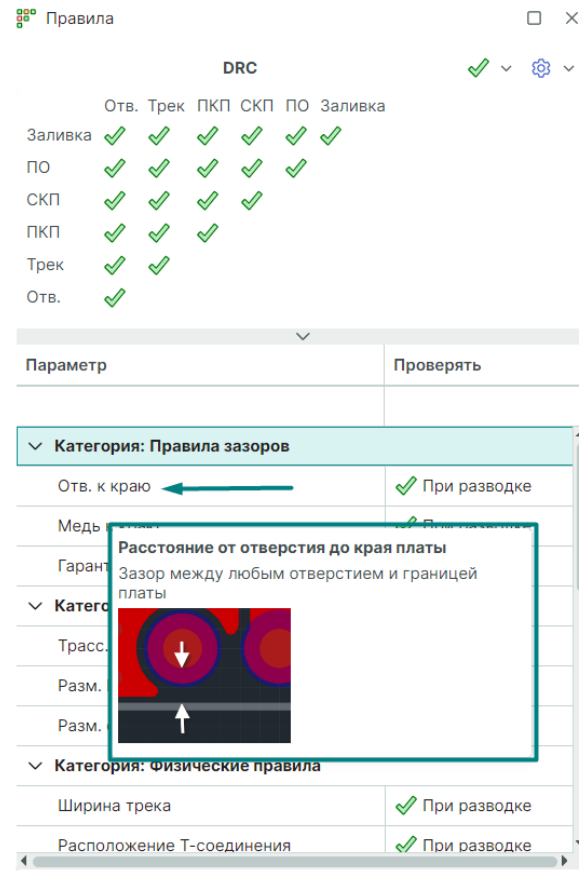 Правила
DRC
Отв. Трек ПКП СКП ПО Заливка
Заливка
ПО
СКП
ПКП
Трек
Отв.
Параметр Проверять
Категория: Правила зазоров
Отв. к краю При разводке
Медь
Расстояние от отверстия до края платы
Зазор между любым отверстием и границей
платы
Трасс.
Разм.
Разм.
Категория: Физические правила
Ширина трека При разводке
Расположение Т-соединения При разводке